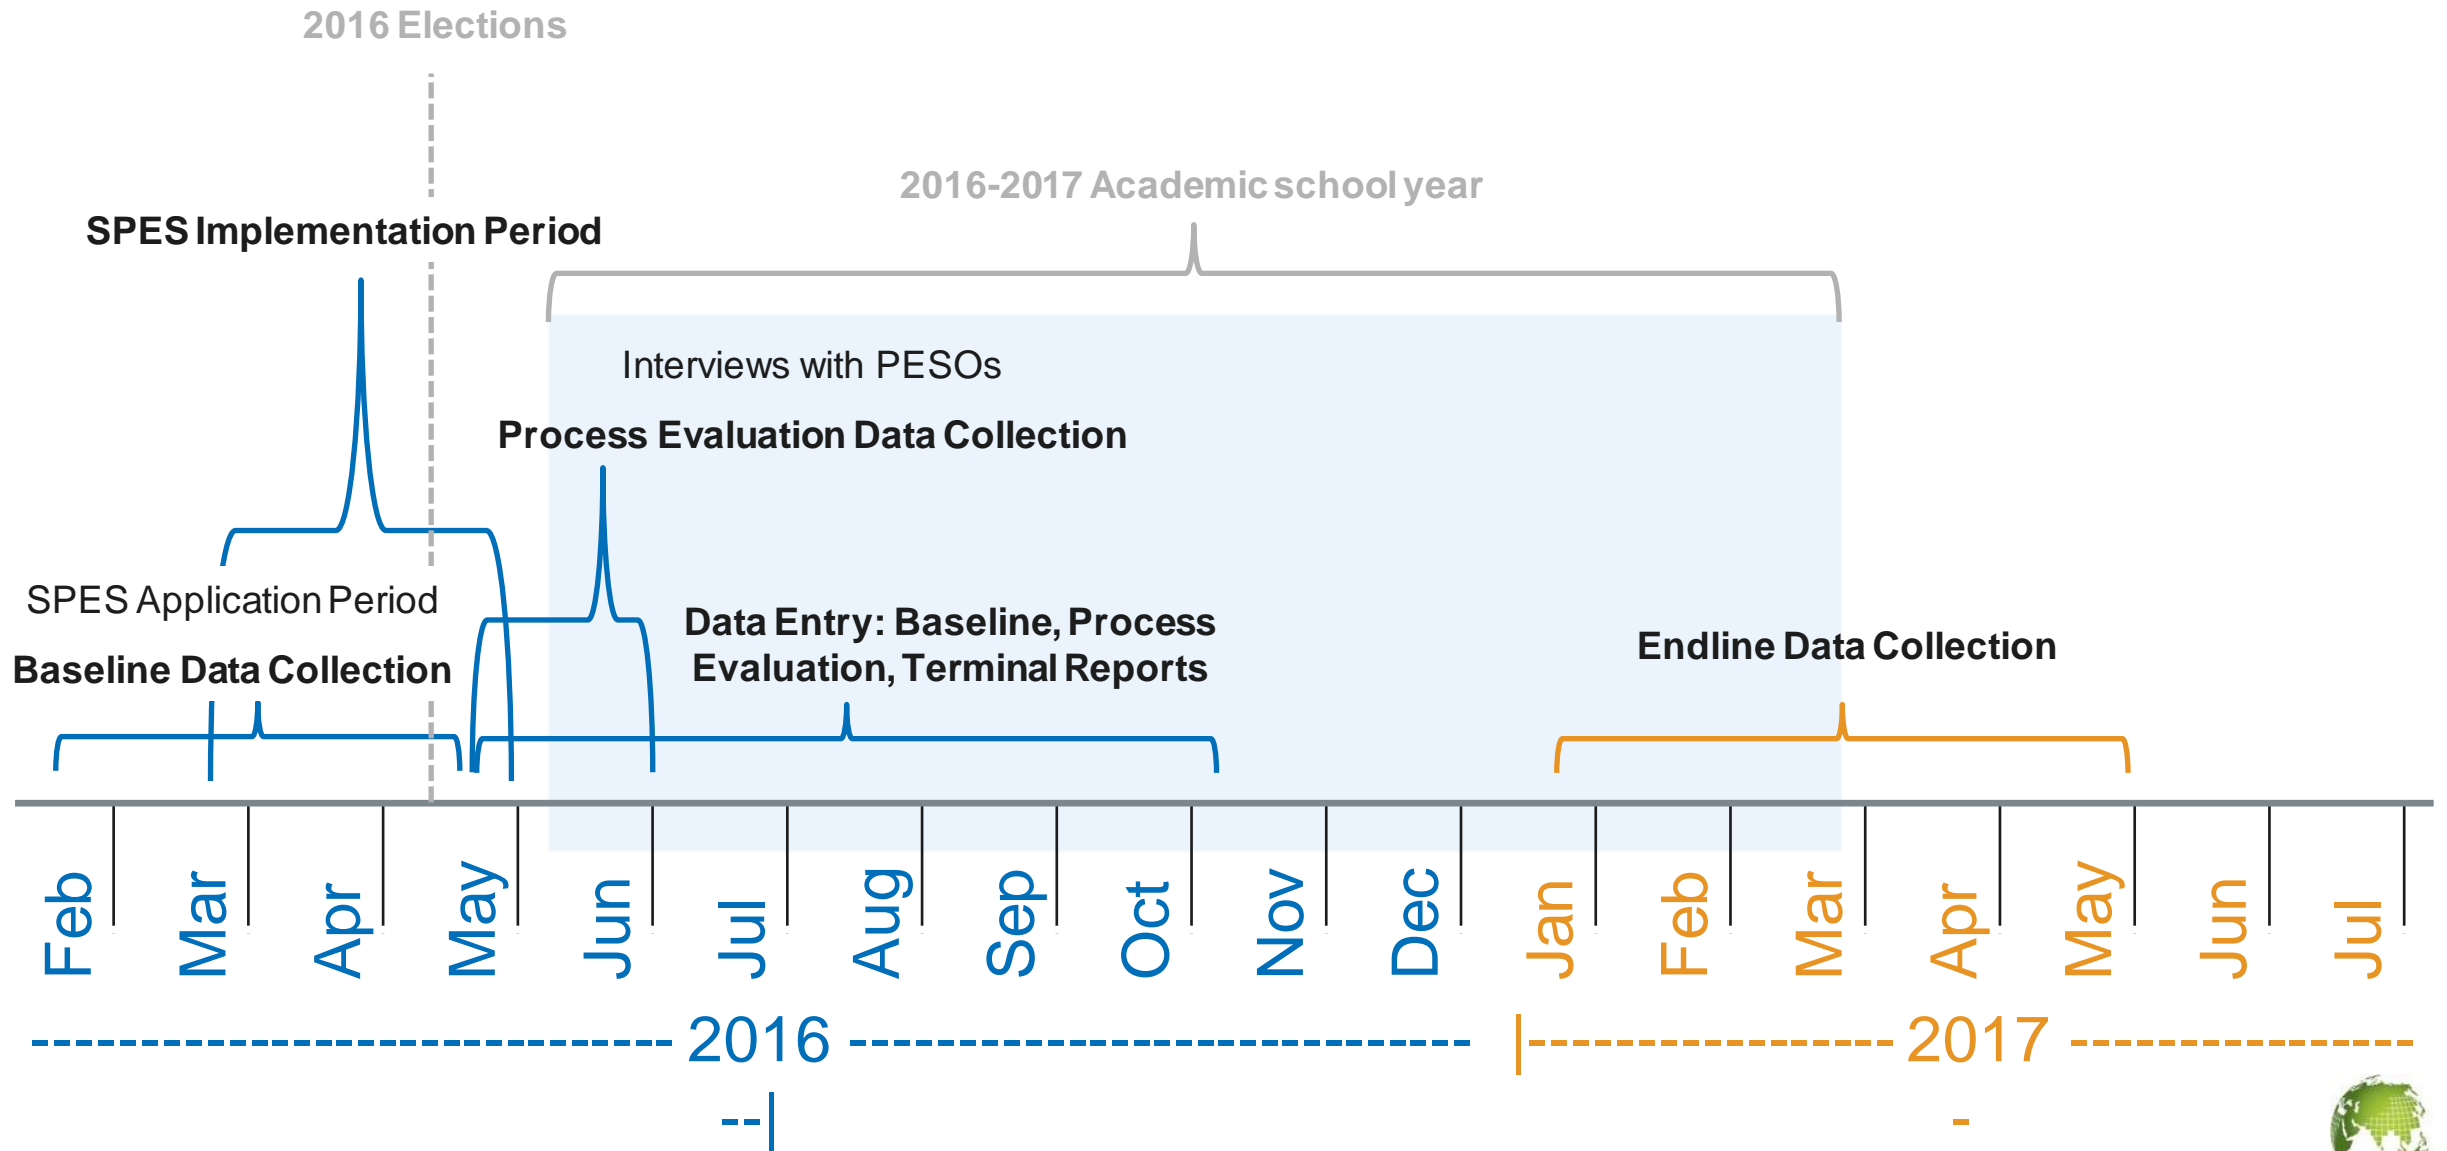 2016 Elections
2016-2017 Academic school year
SPES Implementation Period
Interviews with PESOs
Process Evaluation Data Collection
SPES Application Period
Baseline Data Collection
Data Entry: Baseline, Process
Evaluation, Terminal Reports
Endline Data Collection
Feb
Mar
Apr
May
Jun
Jul
Aug
Sep
Oct
Nov
Dec
Jan
Feb
Mar
Apr
May
Jun
Jul
2016
2017